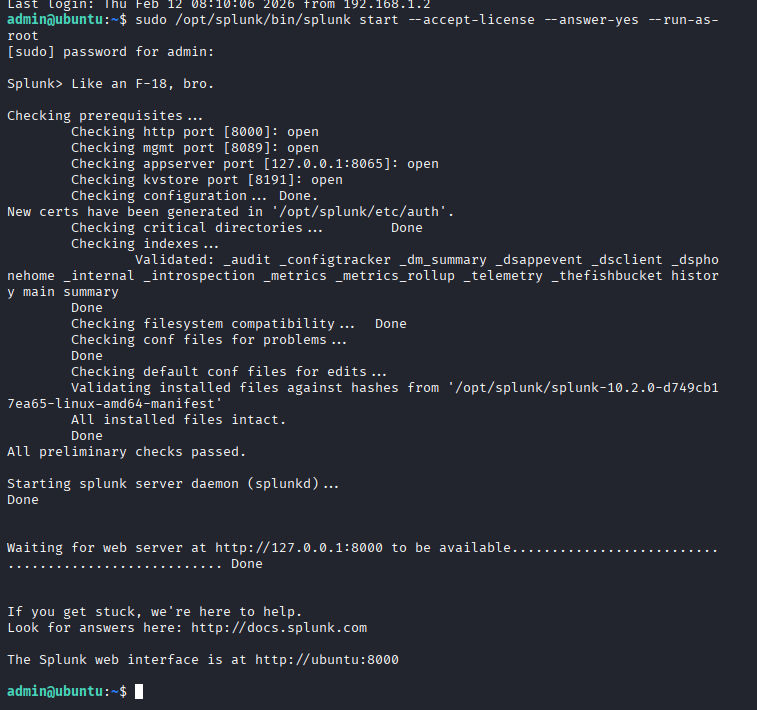 Last login: Thu Feb 12 08:10:06 2026 from 192.168.1.2
admin@ubuntu:~$ sudo /opt/splunk/bin/splunk start --accept-license --answer-yes --run-as-
root
[sudo] password for admin:
Splunk> Like an F-18, bro.
Checking prerequisites...
Checking http port [8000]: open
Checking mgmt port [8089]: open
Checking appserver port [127.0.0.1:8065]: open
Checking kvstore port [8191]: open
Checking configuration... Done.
New certs have been generated in '/opt/splunk/etc/auth'.
Checking critical directories... Done
Checking indexes...
Validated: _audit _configtracker _dm_summary _dsappevent _dsclient _dspho
nehome _internal _introspection _metrics _metrics_rollup _telemetry _thefishbucket histor
y main summary
Done
Checking filesystem compatibility... Done
Checking conf files for problems...
Done
Checking default conf files for edits...
Validating installed files against hashes from '/opt/splunk/splunk-10.2.0-d749cb1
7ea65-linux-amd64-manifest'
All installed files intact.
Done
All preliminary checks passed.
Starting splunk server daemon (splunkd)...
Done
Waiting for web server at http://127.0.0.1:8000 to be available..........................
........................... Done
If you get stuck, we're here to help.
Look for answers here: http://docs.splunk.com
The Splunk web interface is at http://ubuntu:8000
admin@ubuntu:~$